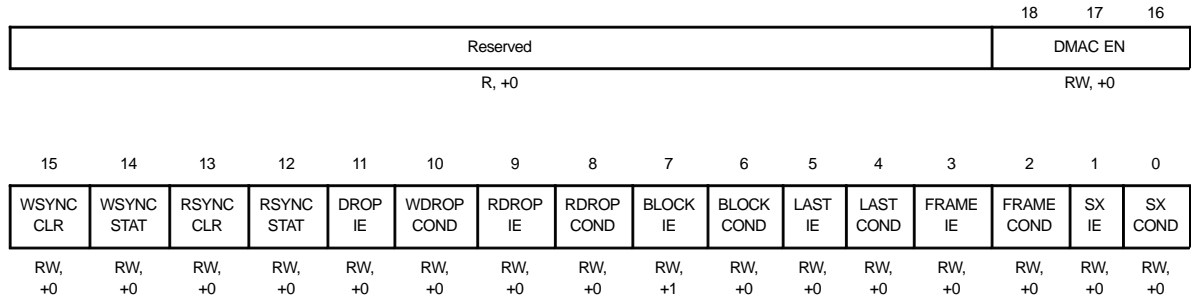 18 17 16
Reserved DMAC EN
R, +0 RW, +0
15 14 13 12 11 10 9 8 7 6 5 4 3 2 1 0
WSYNC WSYNC RSYNC RSYNC DROP WDROP RDROP RDROP BLOCK BLOCK LAST LAST FRAME FRAME SX SX
CLR STAT CLR STAT IE COND IE COND IE COND IE COND IE COND IE COND
RW, RW, RW, RW, RW, RW, RW, RW, RW, RW, RW, RW, RW, RW, RW, RW,
+0 +0 +0 +0 +0 +0 +0 +0 +1 +0 +0 +0 +0 +0 +0 +0